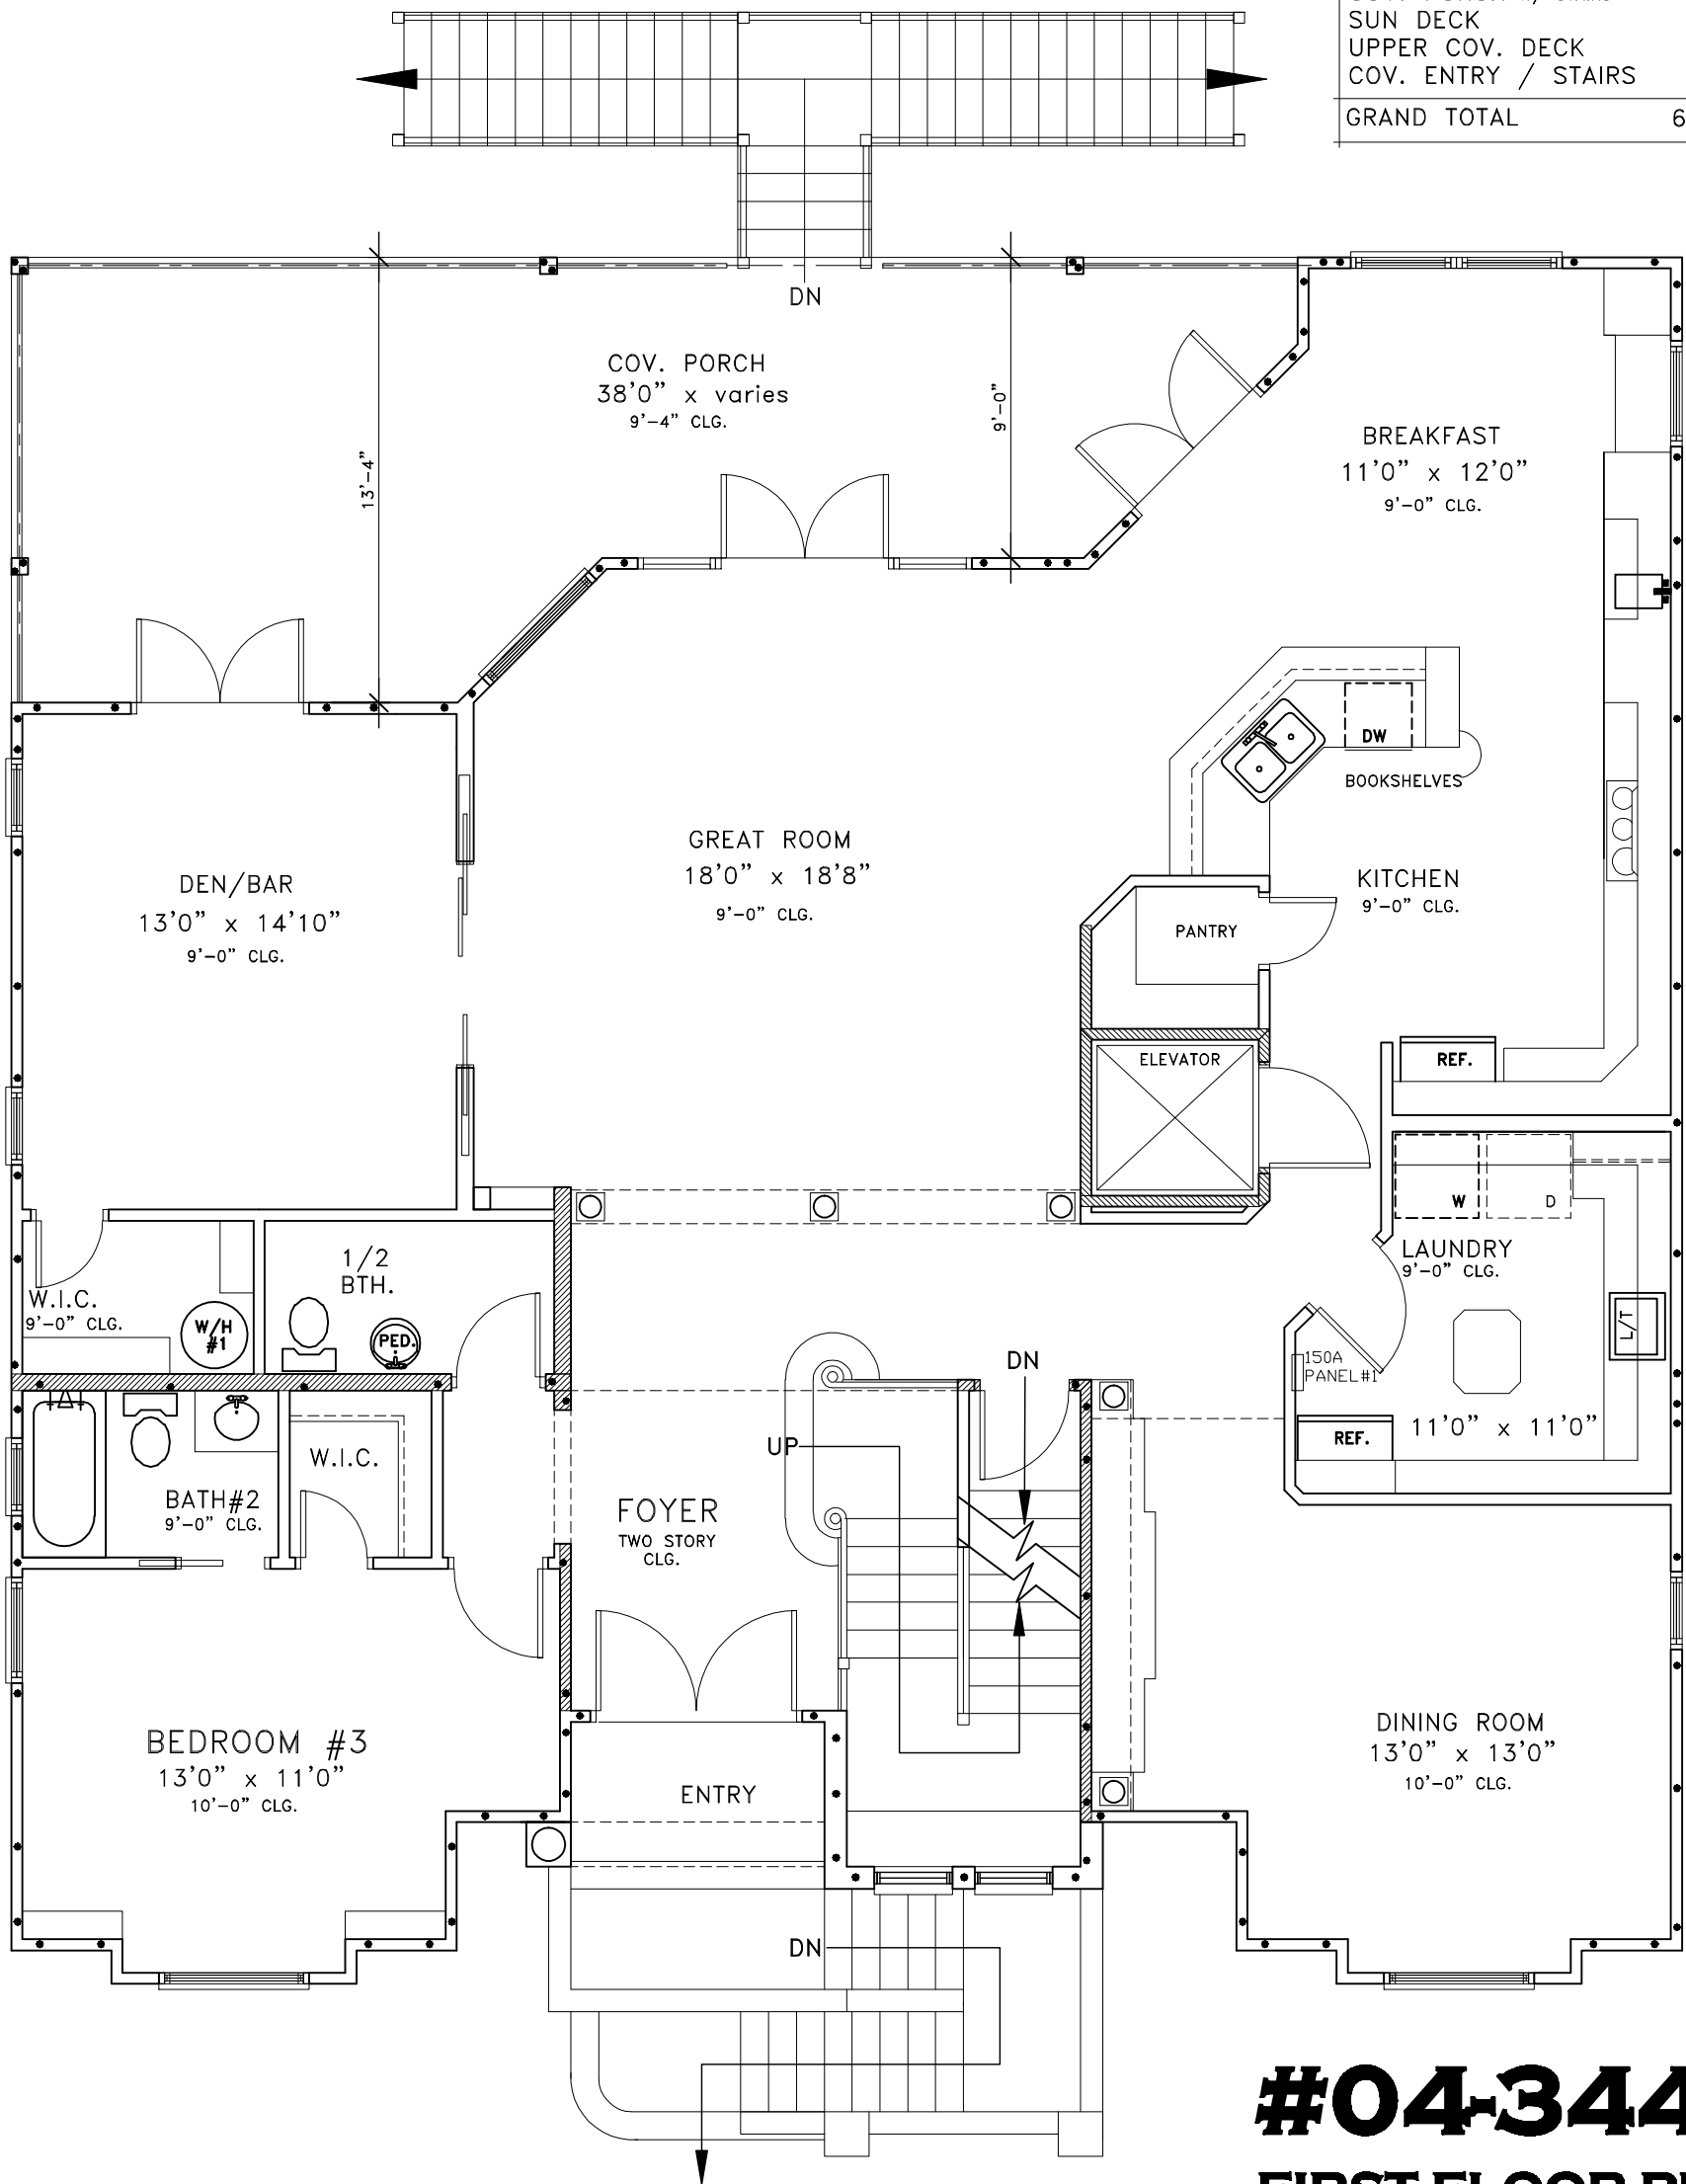 SUN DECK
UPPER COV. DECK
COV. ENTRY / STAIRS
GRAND TOTAL 6
DN
COV. PORCH
38'0" x varies
9'-4" CLG.
13'-4"
9'-0"
BREAKFAST
11'0" x 12'0"
9'-0" CLG.
DW
BOOKSHELVES
GREAT ROOM
18'0" x 18'8"
9'-0" CLG.
DEN/BAR
13'0" x 14'10"
9'-0" CLG.
KITCHEN
9'-0" CLG.
PANTRY
ELEVATOR
REF.
W
D
LAUNDRY
9'-0" CLG.
L/T
150A
PANEL#1
REF.
11'0" x 11'0"
1/2
BTH.
W.I.C.
9'-0" CLG.
W/H
#1
PED.
DN
UP
W.I.C.
BATH#2
9'-0" CLG.
FOYER
TWO STORY
CLG.
BEDROOM #3
13'0" x 11'0"
10'-0" CLG.
ENTRY
DINING ROOM
13'0" x 13'0"
10'-0" CLG.
DN
#04-344
FIRST FLOOR